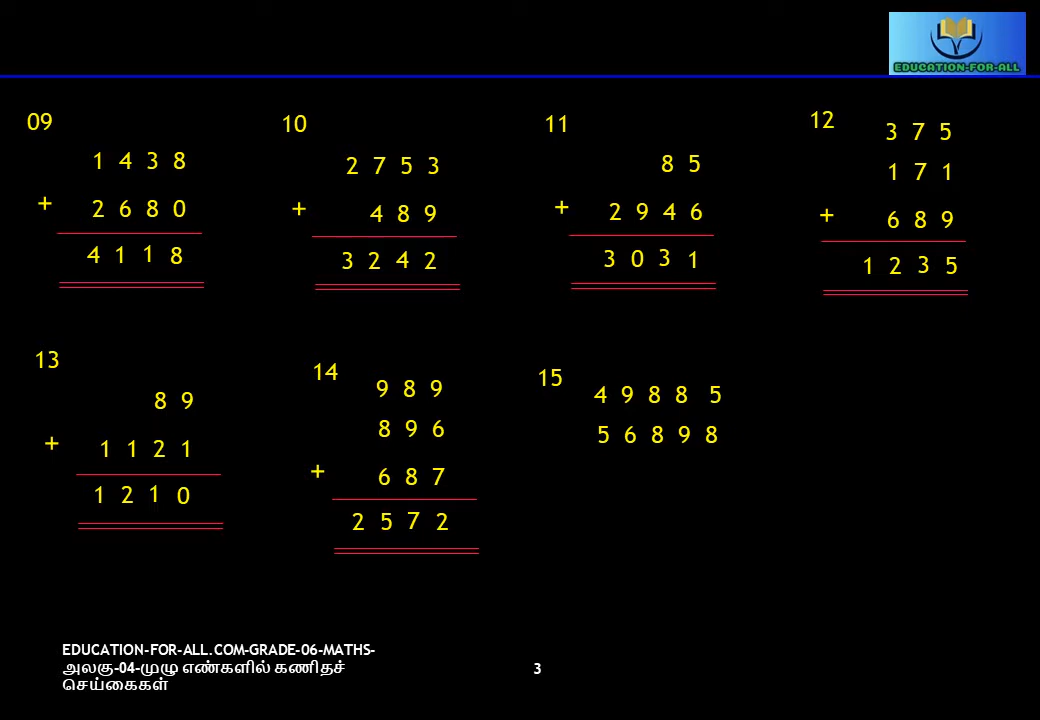 EDUCATION-FOR-ALL
09
1 4 3 8
+
2 6 8 0
4 1 1 8
10
2 7 5 3
+
4 8 9
3 2 4 2
11
8 5
+
2 9 4 6
3 0 3 1
12
3 7 5
1 7 1
+
6 8 9
1 2 3 5
13
8 9
+
1 1 2 1
1 2 1 0
14
9 8 9
8 9 6
+
6 8 7
2 5 7 2
15
4 9 8 8 5
5 6 8 9 8
EDUCATION-FOR-ALL.COM-GRADE-06-MATHS-
அலகு-04-முழு எண்களில் கணிதச்
செய்கைகள்
3